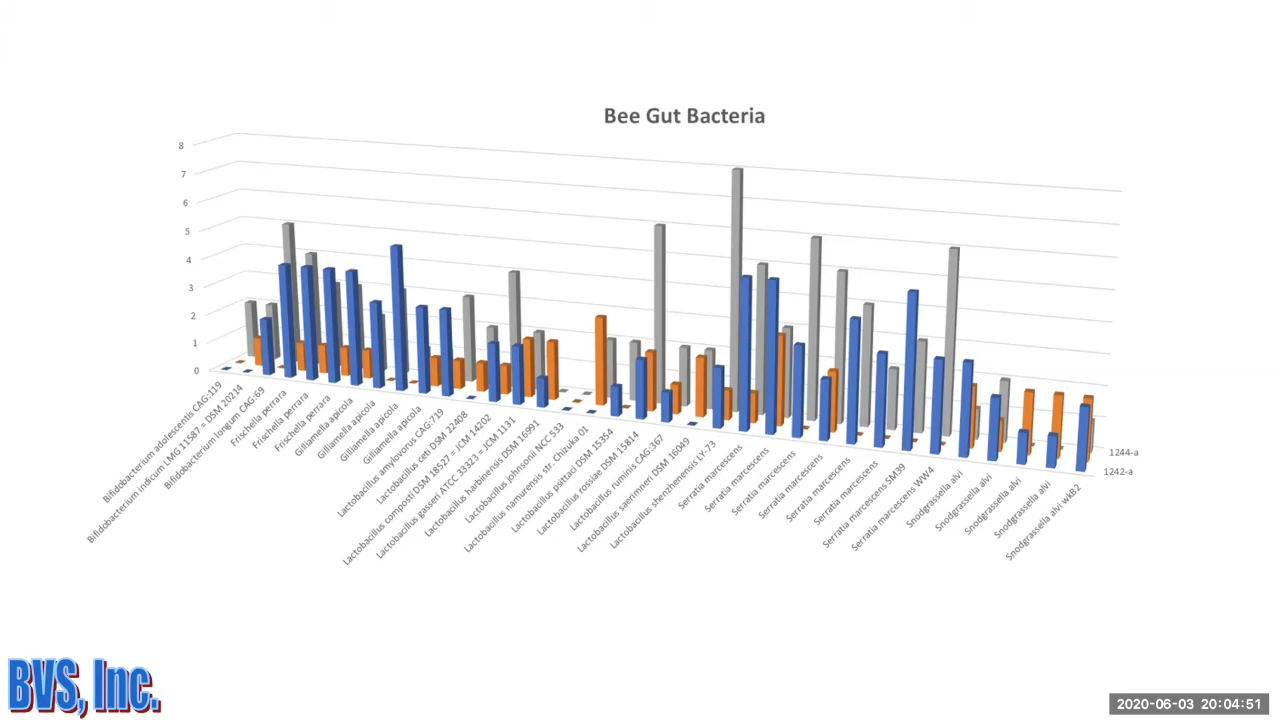 Bee Gut Bacteria
8
7
6
5
4
3
2
1
0
Bifidobacterium adolescentis CAG:119
Bifidobacterium indicum LMG 11587 = DSM 20214
Bifidobacterium longum CAG:69
Frischella perrara
Frischella perrara
Frischella perrara
Gilliamella apicola
Gilliamella apicola
Gilliamella apicola
Gilliamella apicola
Lactobacillus amylovorus CAG:719
Lactobacillus ceti DSM 22408
Lactobacillus composti DSM 18527 = JCM 14202
Lactobacillus gasseri ATCC 33323 = JCM 1131
Lactobacillus harbinensis DSM 16991
Lactobacillus johnsonii NCC 533
Lactobacillus namurensis str. Chizuka 01
Lactobacillus psittaci DSM 15354
Lactobacillus rossiae DSM 15814
Lactobacillus ruminis CAG:367
Lactobacillus saerimneri DSM 16049
Lactobacillus shenzhenensis LY-73
Serratia marcescens
Serratia marcescens
Serratia marcescens
Serratia marcescens
Serratia marcescens
Serratia marcescens
Serratia marcescens SM39
Serratia marcescens WW4
Snodgrassella alvi
Snodgrassella alvi
Snodgrassella alvi
Snodgrassella alvi
Snodgrassella alvi wkB2
1244-a
1242-a
BVS, Inc.
2020-06-03 20:04:51